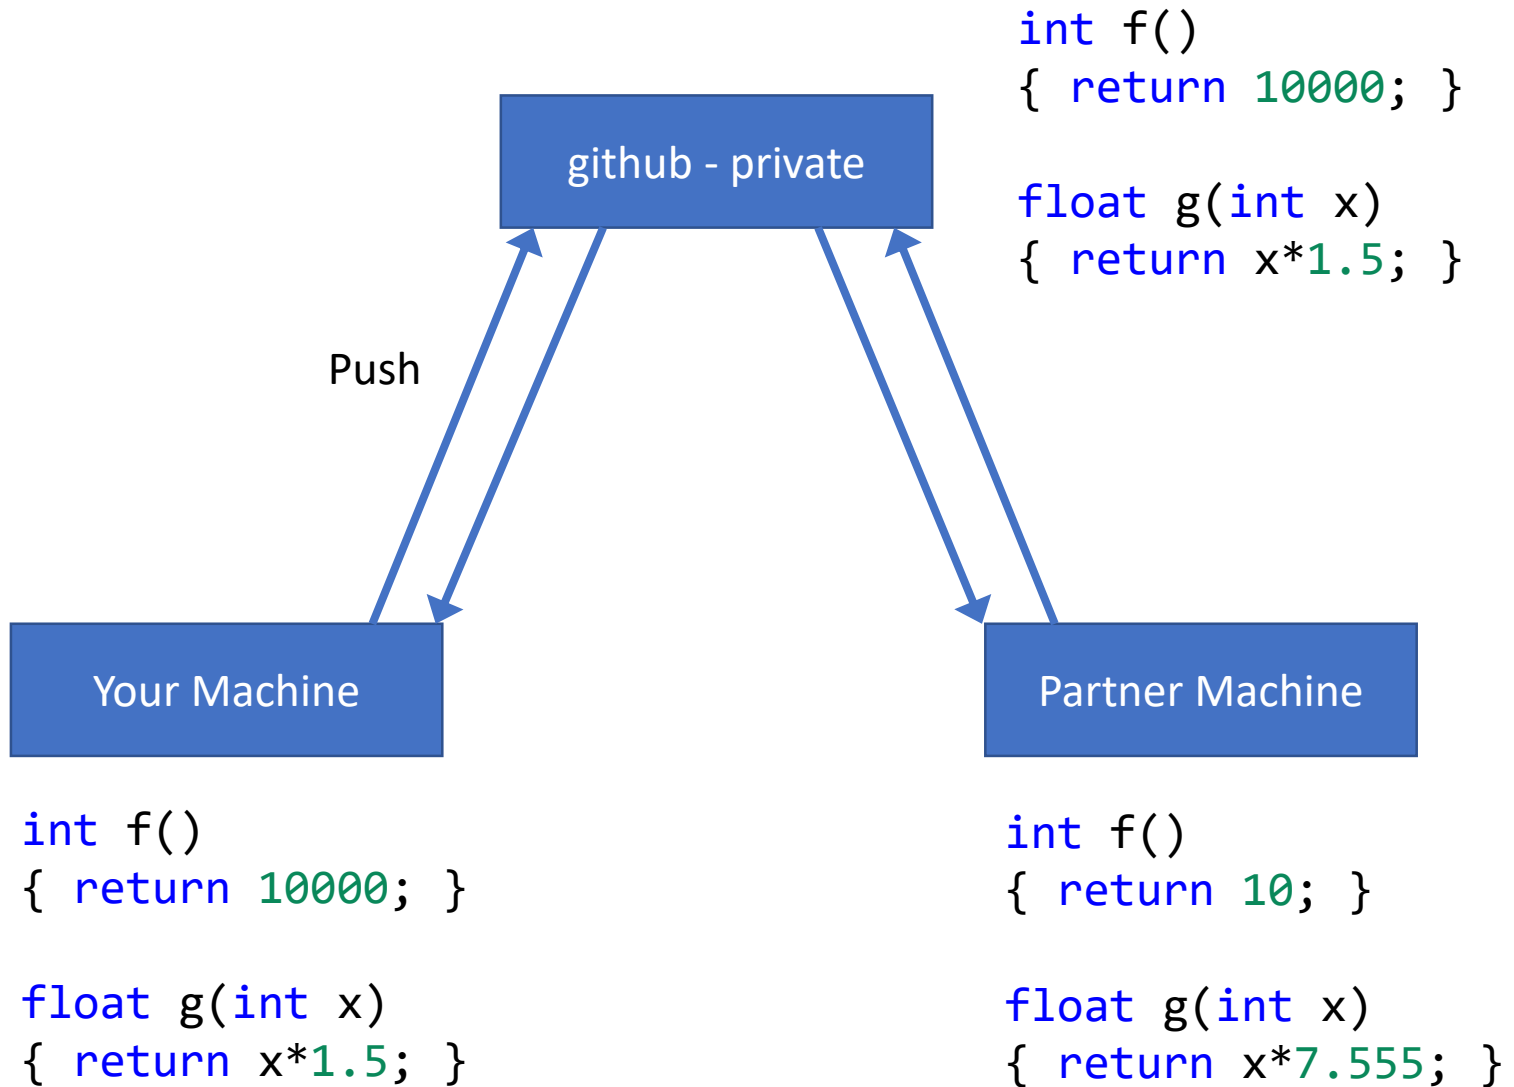 int f()
{ return 10000; }
float g(int x)
{ return x*1.5; }
github - private
Push
Your Machine
Partner Machine
int f()
{ return 10000; }
float g(int x)
{ return x*1.5; }
int f()
{ return 10; }
float g(int x)
{ return x*7.555; }